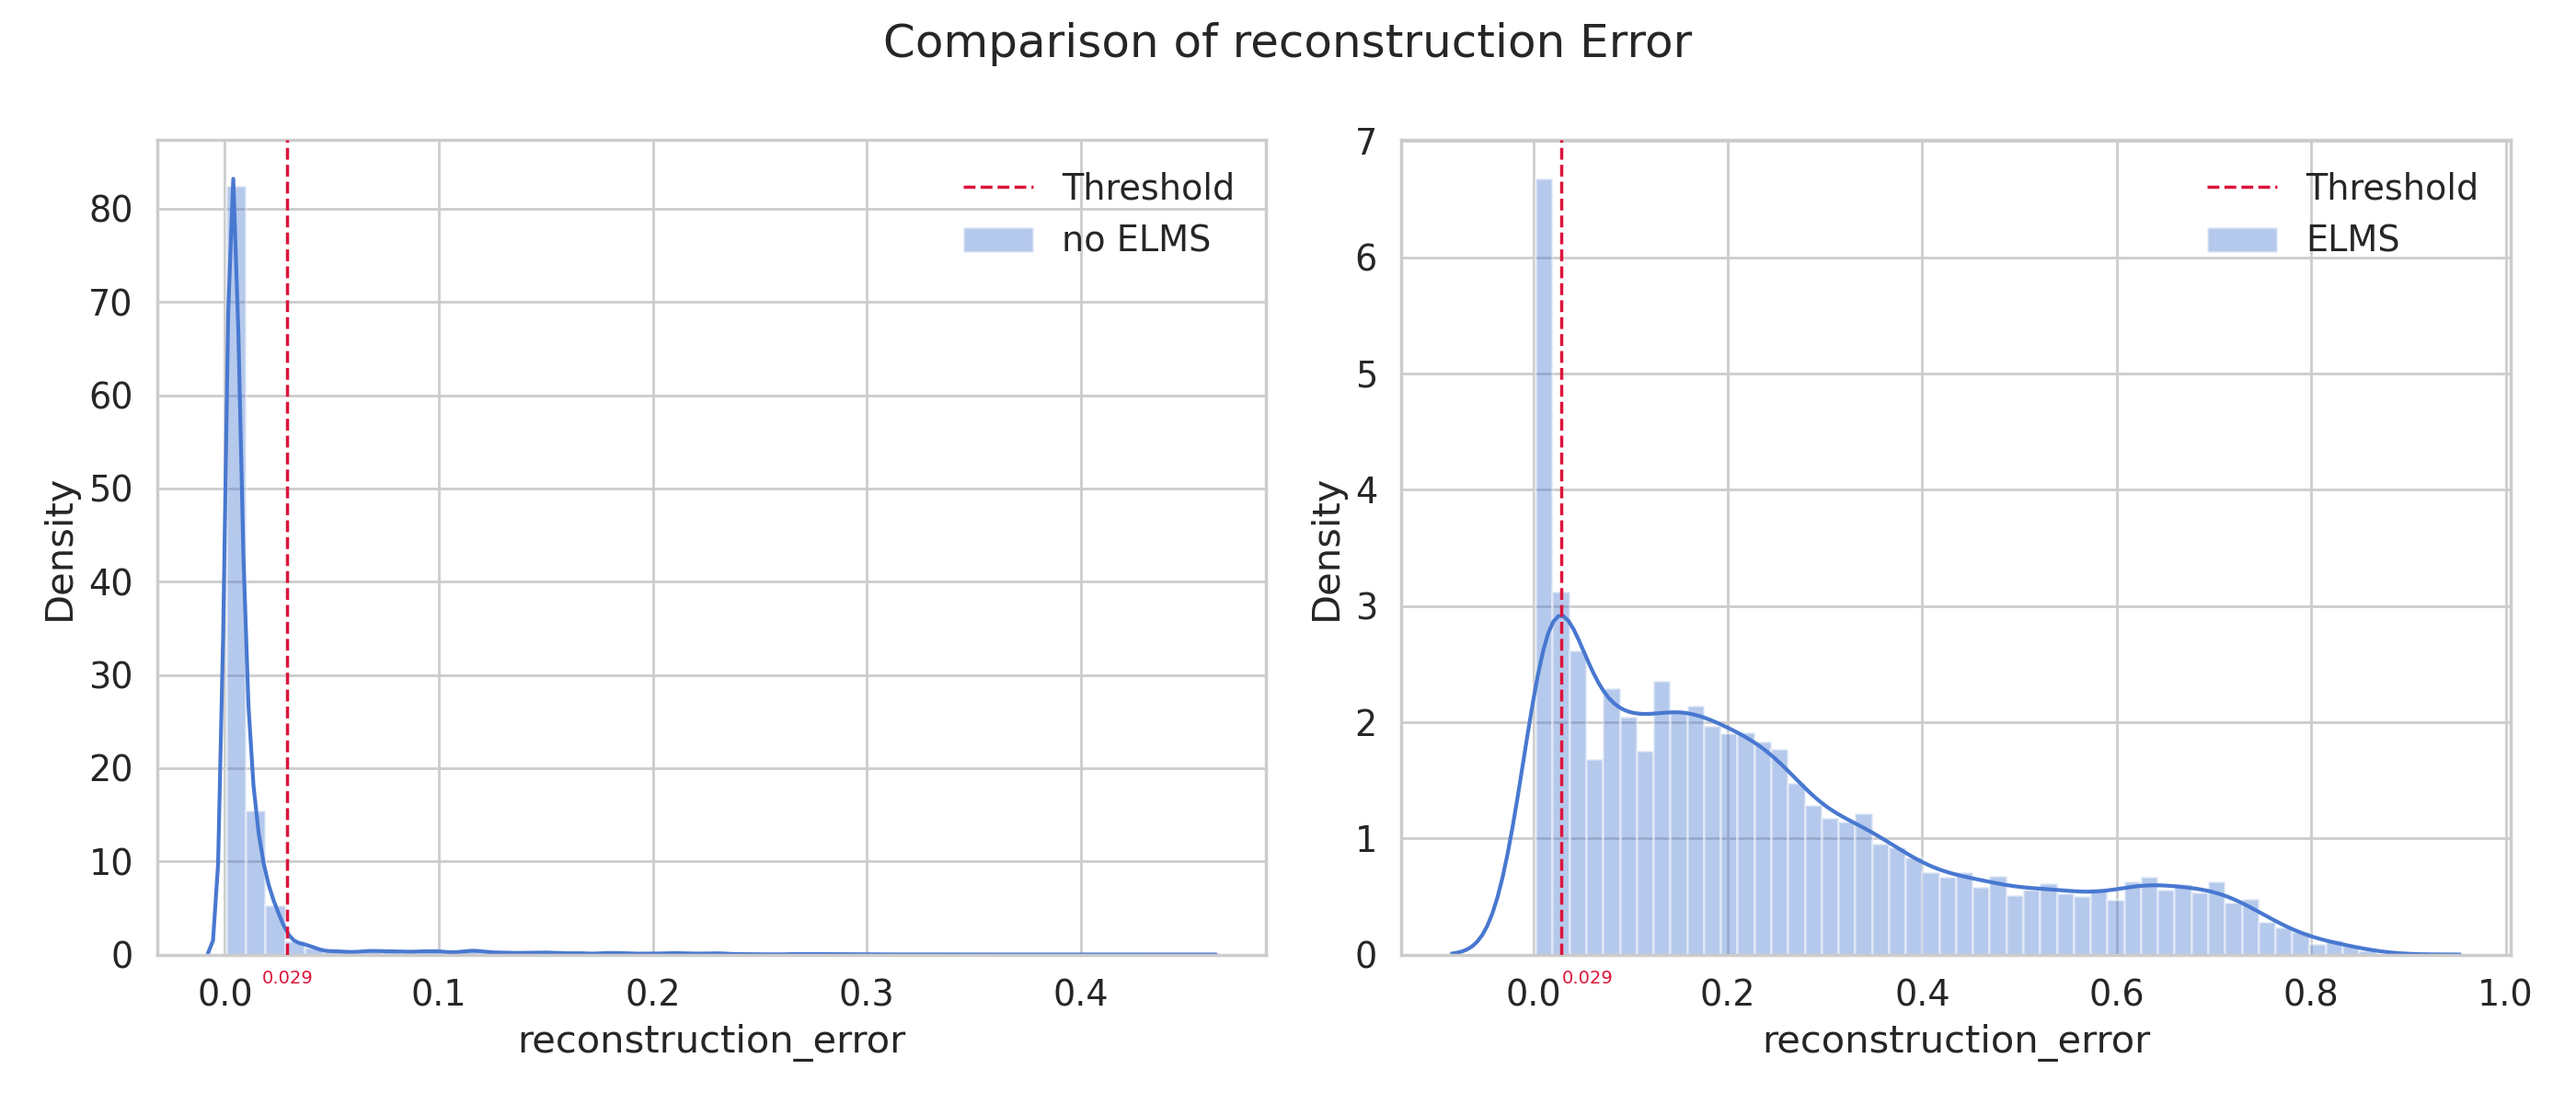 Comparison of reconstruction Error
Threshold
no ELMS
Density
80
70
60
50
40
30
20
10
0
0.029
0.0 0.1 0.2 0.3 0.4
reconstruction_error
Threshold
ELMS
Density
7
6
5
4
3
2
1
0
0.029
0.0 0.2 0.4 0.6 0.8 1.0
reconstruction_error